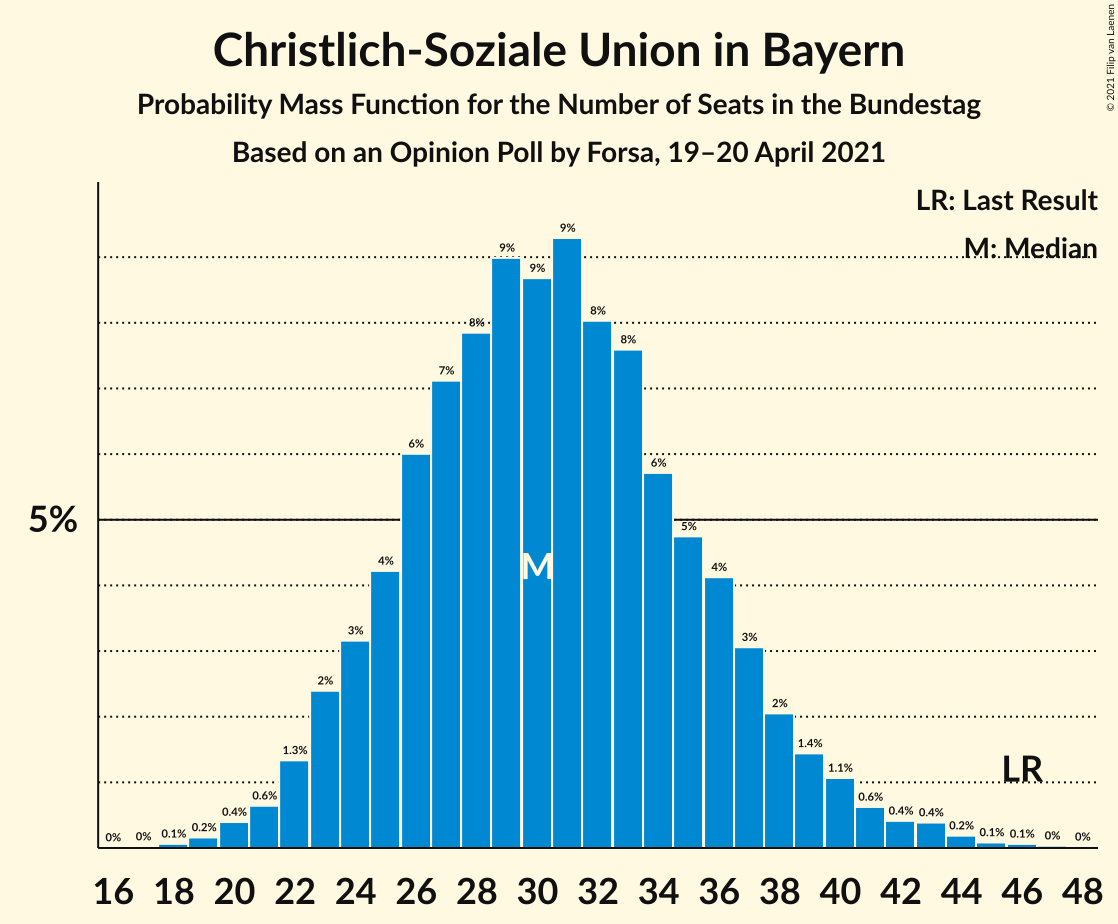 Christlich-Soziale Union in Bayern
Probability Mass Function for the Number of Seats in the Bundestag
Based on an Opinion Poll by Forsa, 19–20 April 2021
© 2021 Filip van Laenen
LR: Last Result
M: Median
5%
0% 0% 0.1% 0.2% 0.4% 0.6% 1.3% 2% 3% 4% 6% 7% 8% 9% 9% 9% 8% 8% 6% 5% 4% 3% 2% 1.4% 1.1% 0.6% 0.4% 0.4% 0.2% 0.1% 0.1% 0% 0%
M
LR
16 18 20 22 24 26 28 30 32 34 36 38 40 42 44 46 48